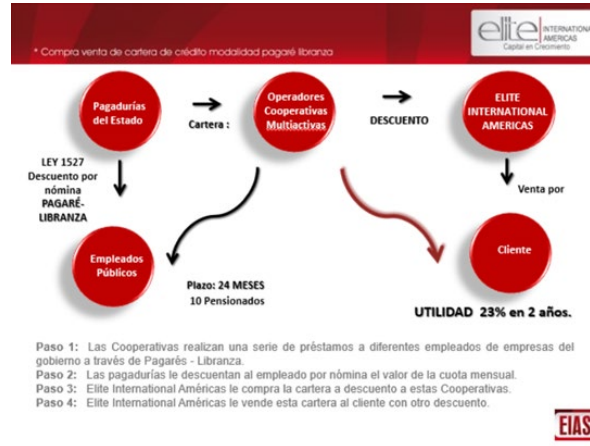 elite INTERNATIONAL
AMERICAS
Capital en Crecimiento
* Compra venta de cartera de crédito modalidad pagaré libranza
Pagadurías
del Estado
Cartera :
Operadores
Cooperativas
Multiactivas
DESCUENTO
ELITE
INTERNATIONAL
AMERICAS
LEY 1527
Descuento por
nómina
PAGARÉ-
LIBRANZA
Venta por
Empleados
Públicos
Plazo: 24 MESES
10 Pensionados
Cliente
UTILIDAD 23% en 2 años.
Paso 1: Las Cooperativas realizan una serie de préstamos a diferentes empleados de empresas del
gobierno a través de Pagarés - Libranza.
Paso 2: Las pagadurías le descuentan al empleado por nómina el valor de la cuota mensual.
Paso 3: Elite International Américas le compra la cartera a descuento a estas Cooperativas.
Paso 4: Elite International Américas le vende esta cartera al cliente con otro descuento.
EIAS